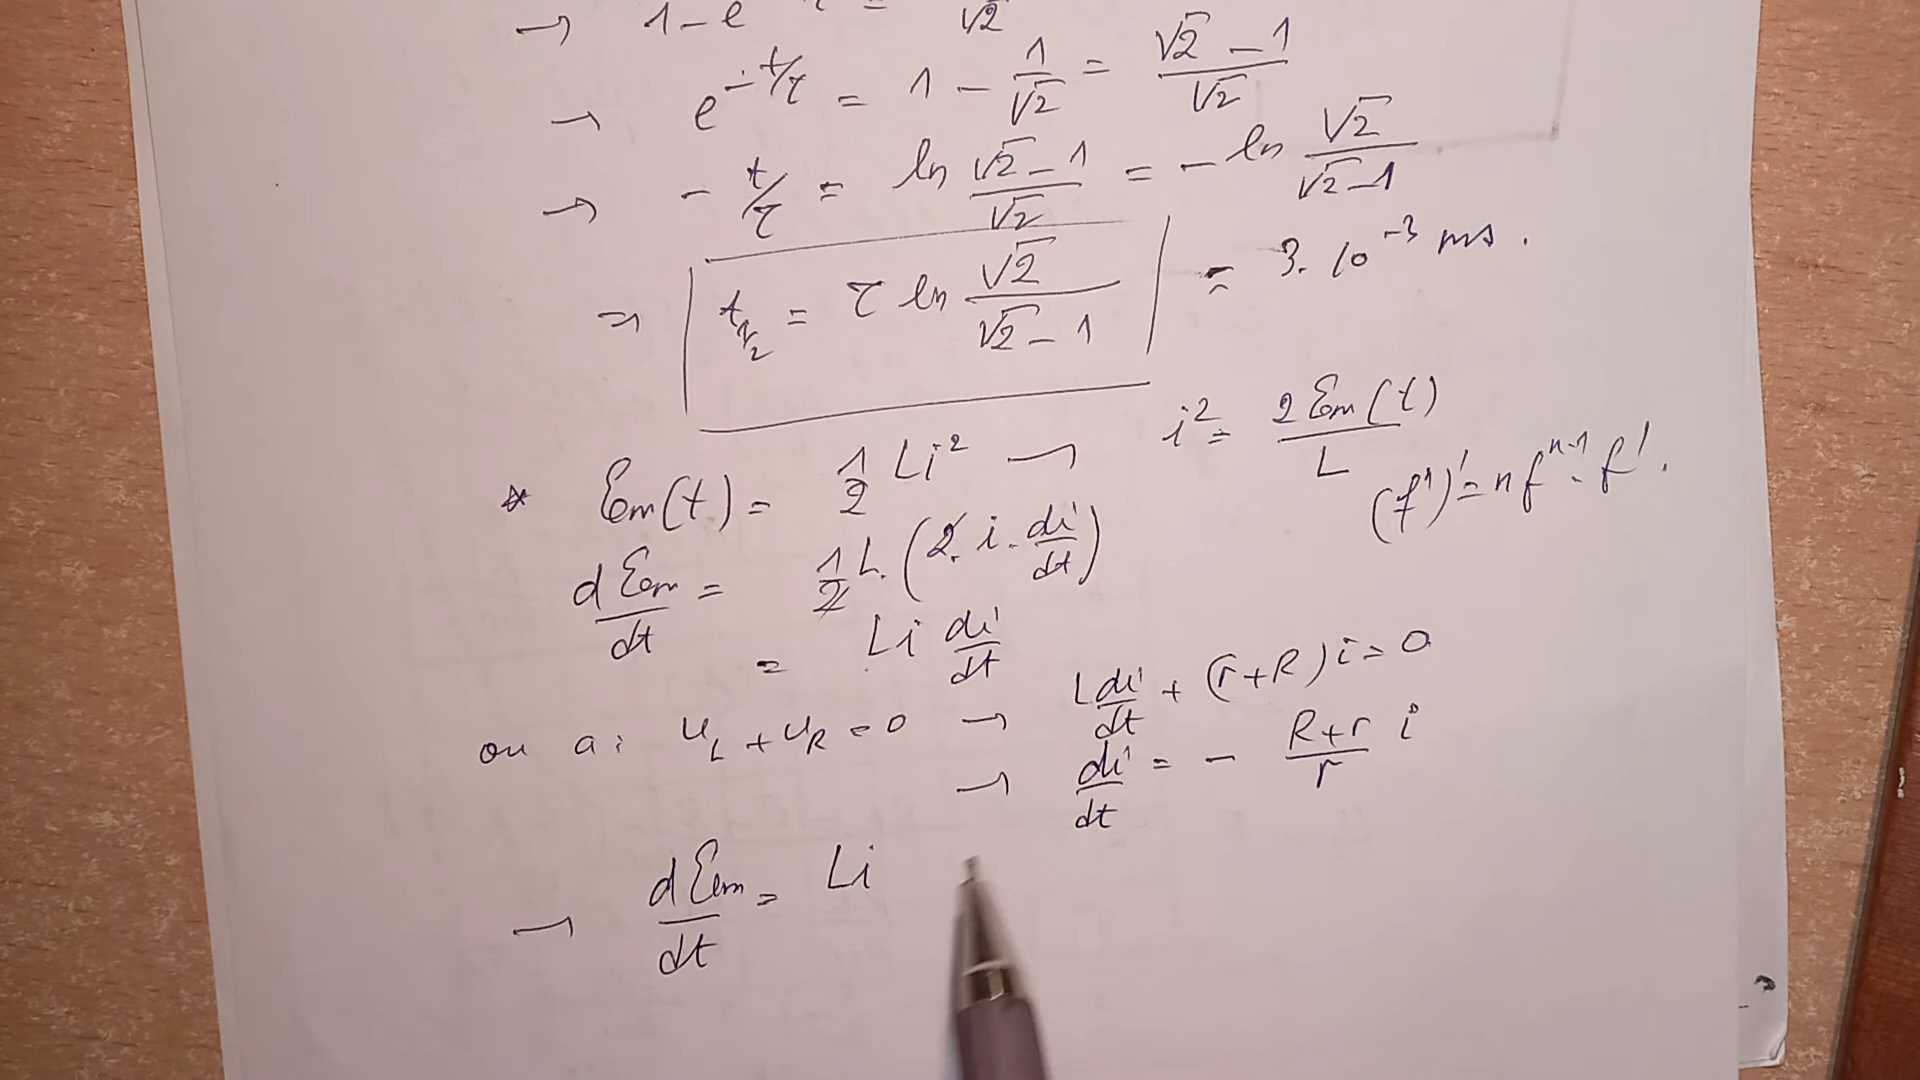 → 1 - e = √2
→ e^{-t/τ} = 1 - 1/√2 = (√2 - 1)/√2
→ - t/τ = ln (√2 - 1)/√2 = - ln √2/(√2 - 1)
⇒ t_{1/2} = τ ln √2/(√2 - 1) = 3. 10^{-3} ms.
* Em(t) = 1/2 Li² → i² = 2 Em(t)/L
(fⁿ)' = n f^{n-1} . f'.
dEm/dt = 1/2 L. (2. i. di/dt)
= Li di/dt
on a : u_L + u_R = 0 → L di/dt + (r+R) i = 0
→ di/dt = - (R+r)/r i
→ dEm/dt = Li